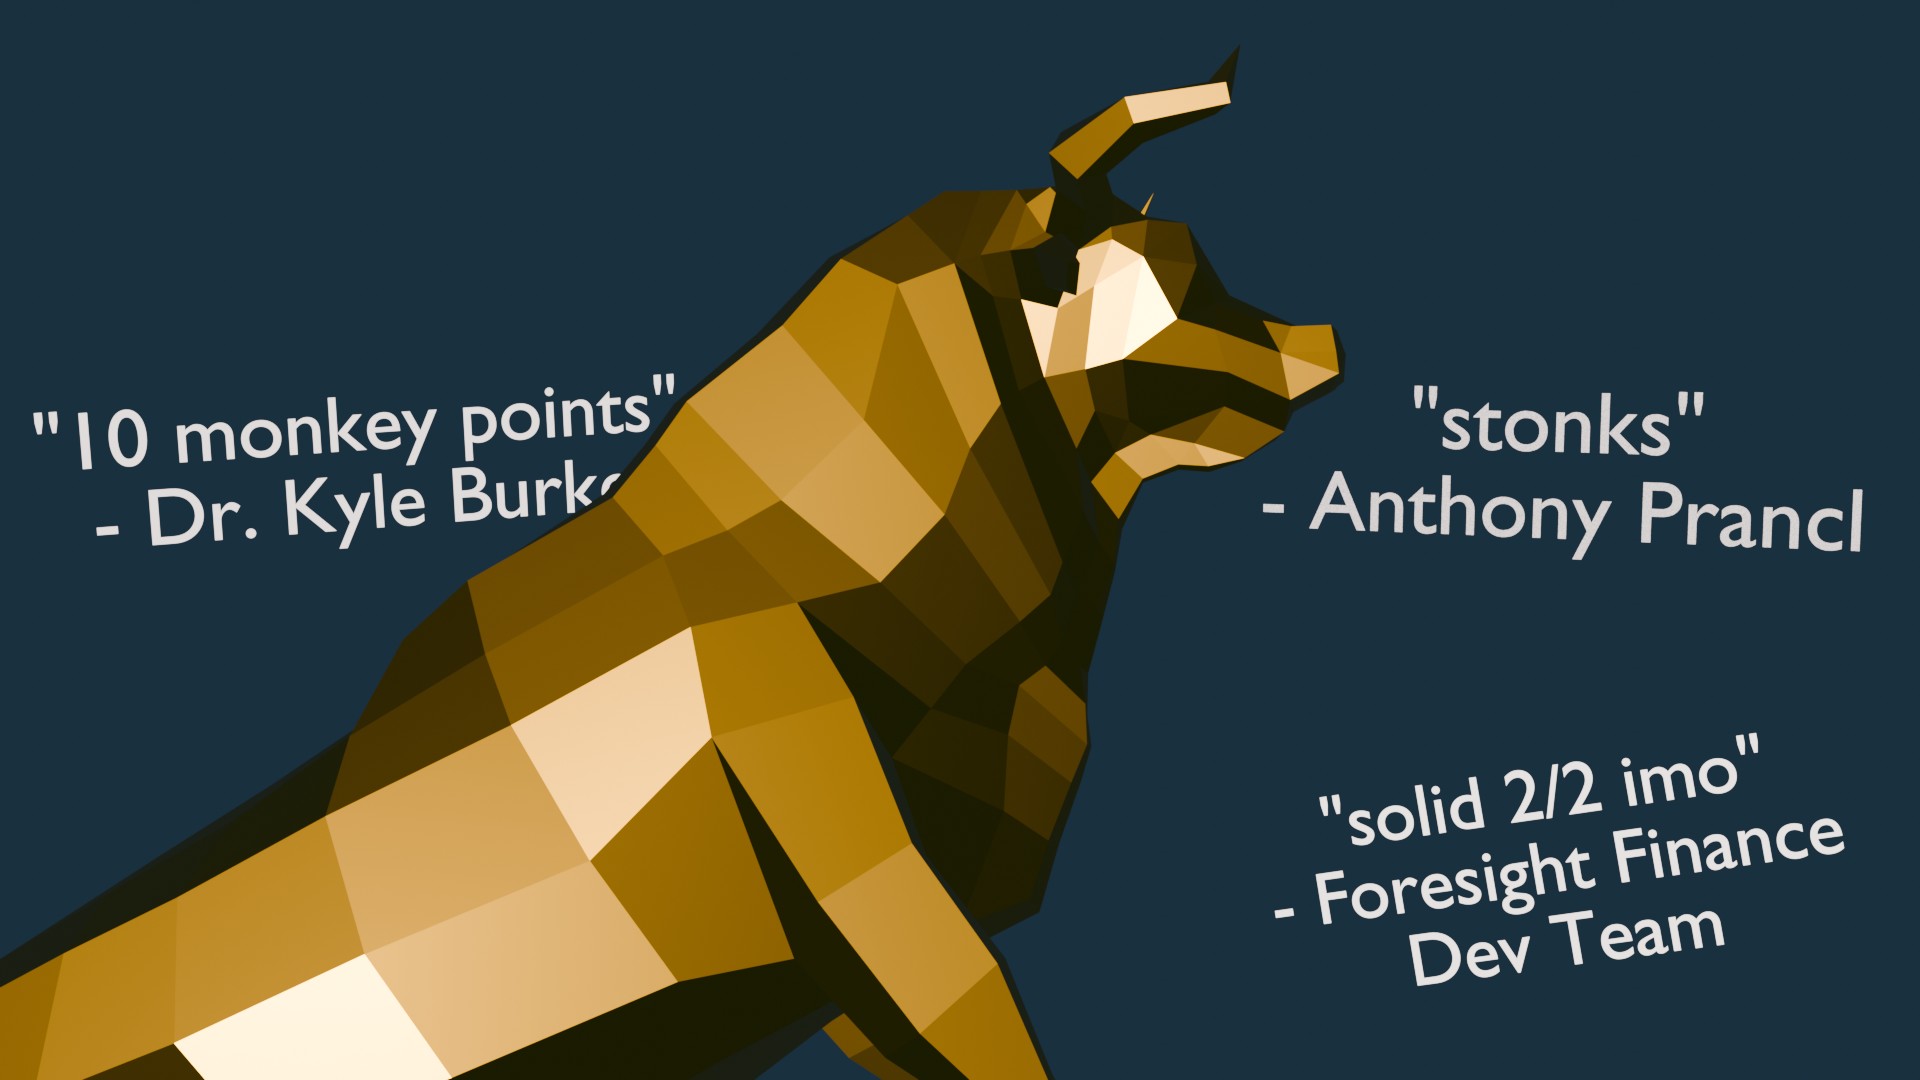 "10 monkey points"
- Dr. Kyle
"stonks"
- Anthony Prancl
"solid 2/2 imo"
- Foresight Finance
Dev Team